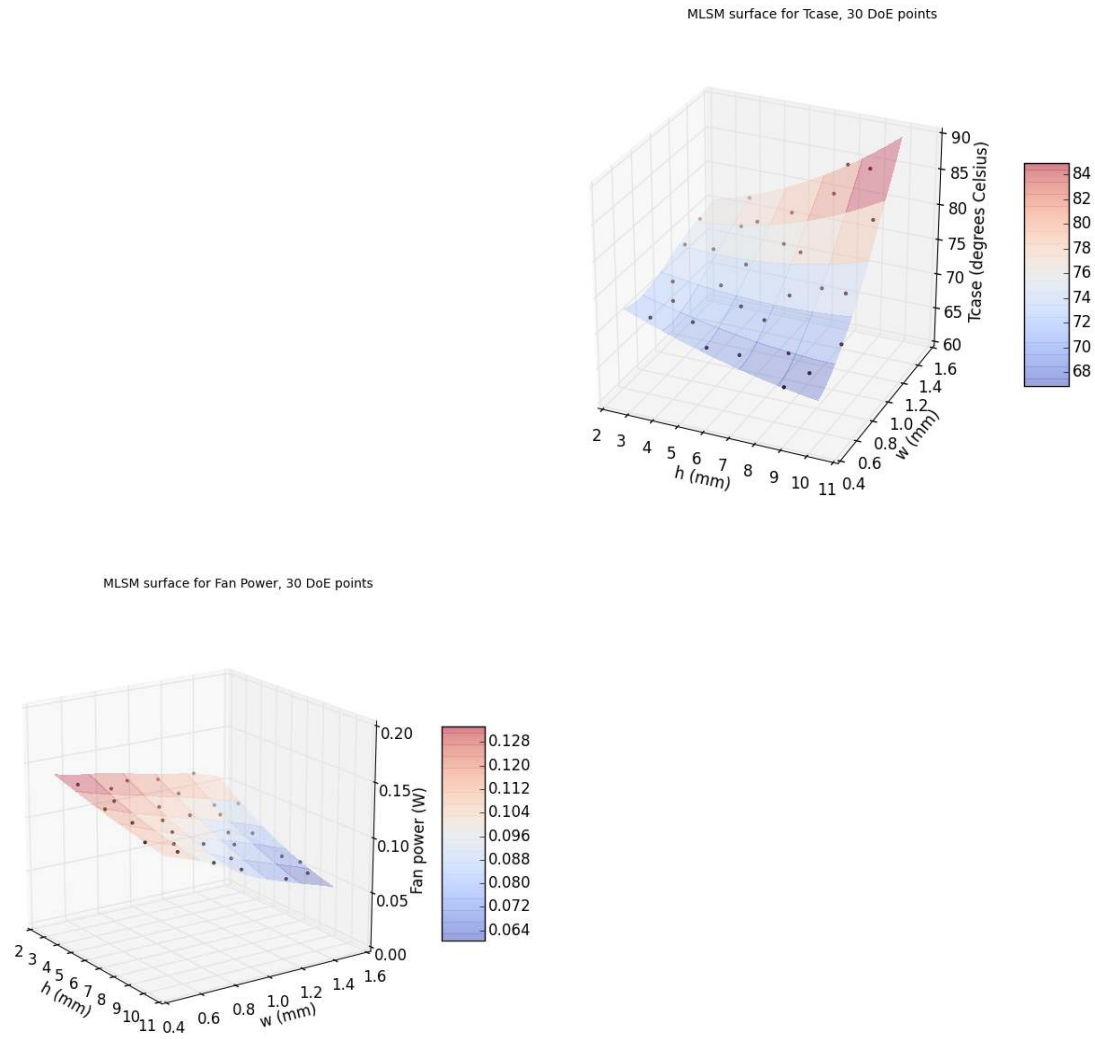 MLSM surface for Tcase, 30 DoE points
90
85
80
75
70
65
60
Tcase (degrees Celsius)
2 3 4 5 6 7 8 9 10 11
h (mm)
0.4 0.6 0.8 1.0 1.2 1.4 1.6
w (mm)
84
82
80
78
76
74
72
70
68
MLSM surface for Fan Power, 30 DoE points
0.20
0.15
0.10
0.05
0.00
Fan power (W)
2 3 4 5 6 7 8 9 10 11
h (mm)
0.4 0.6 0.8 1.0 1.2 1.4 1.6
w (mm)
0.128
0.120
0.112
0.104
0.096
0.088
0.080
0.072
0.064